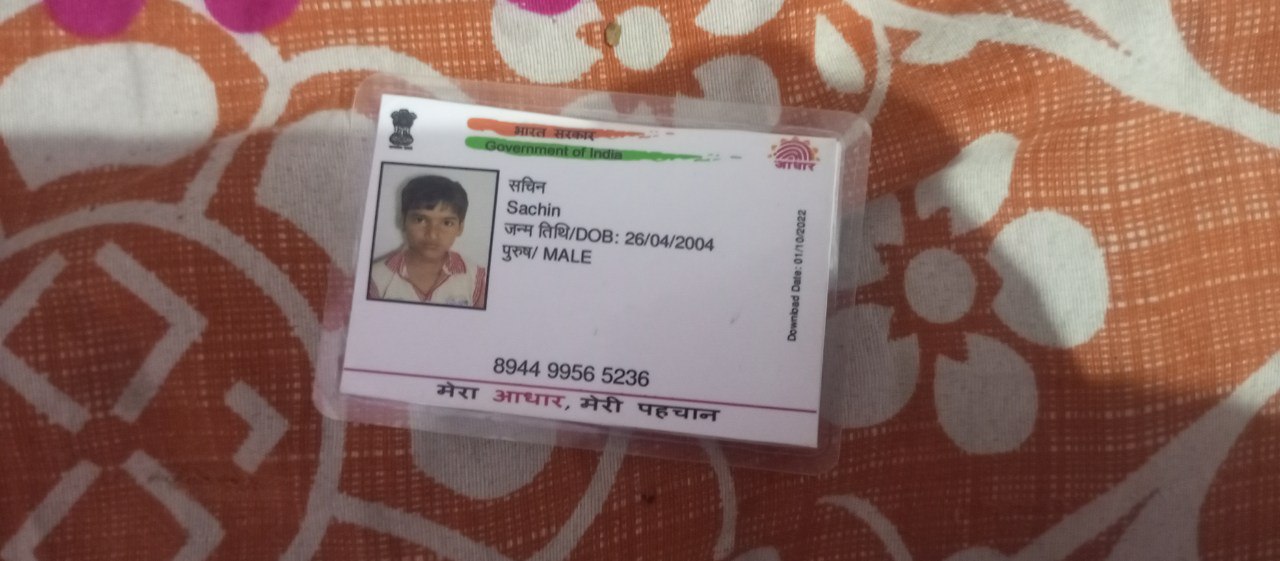 भारत सरकार
Government of India
आधार
सचिन
Sachin
जन्म तिथि/DOB: 26/04/2004
पुरुष/ MALE
Download Date: 01/10/2022
8944 9956 5236
मेरा आधार, मेरी पहचान